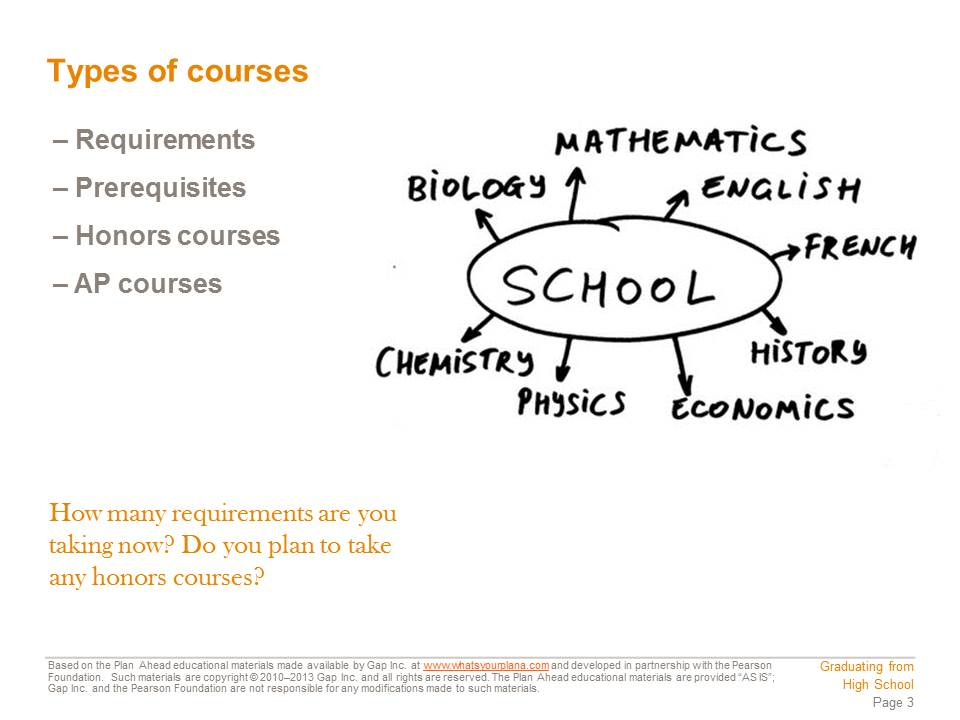 Types of courses
– Requirements
– Prerequisites
– Honors courses
– AP courses
MATHEMATICS
BIOLOGY
ENGLISH
FRENCH
SCHOOL
CHEMISTRY
HISTORY
PHYSICS
ECONOMICS
How many requirements are you
taking now? Do you plan to take
any honors courses?
Based on the Plan Ahead educational materials made available by Gap Inc. at www.whatsyourplana.com and developed in partnership with the Pearson
Foundation. Such materials are copyright © 2010–2013 Gap Inc. and all rights are reserved. The Plan Ahead educational materials are provided “AS IS”;
Gap Inc. and the Pearson Foundation are not responsible for any modifications made to such materials.
Graduating from
High School
Page 3